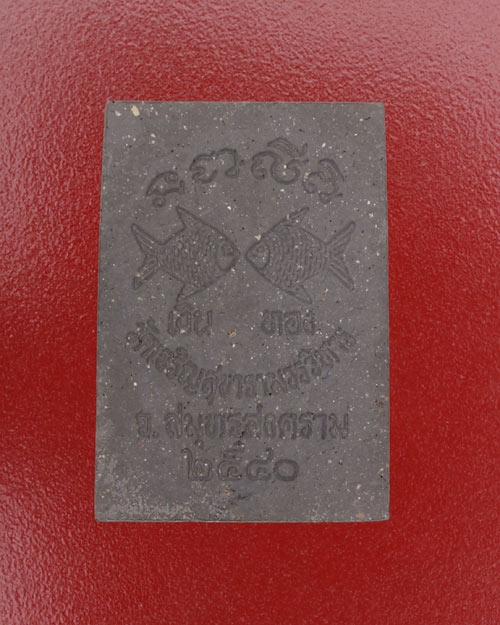 เงิน ทอง
วัดเจริญสุขารามวรวิหาร
จ. สมุทรสงคราม
๒๕๔๐